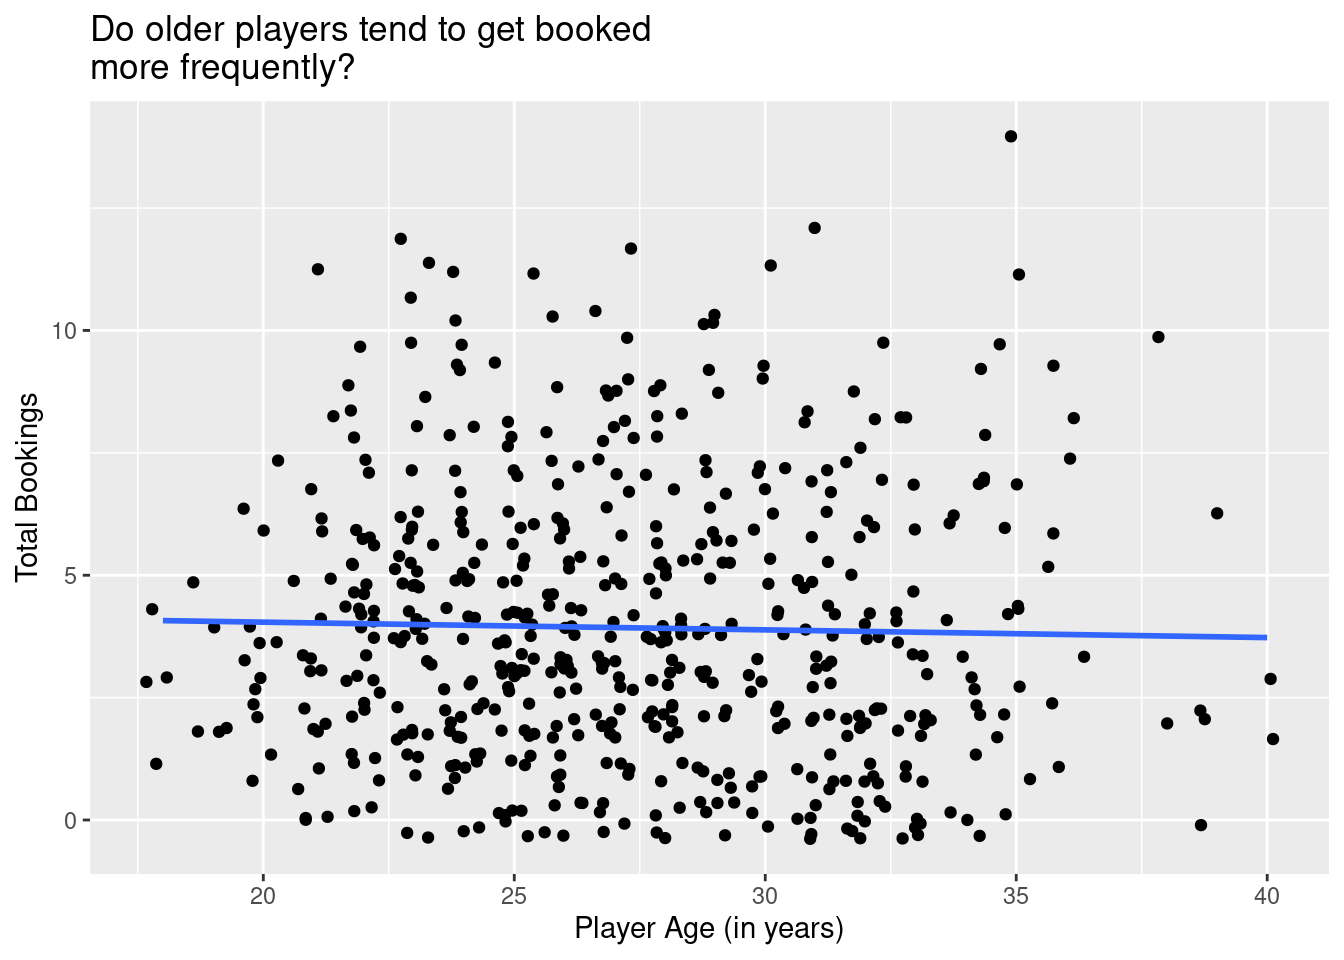 Do older players tend to get booked
more frequently?
Total Bookings
10
5
0
20 25 30 35 40
Player Age (in years)